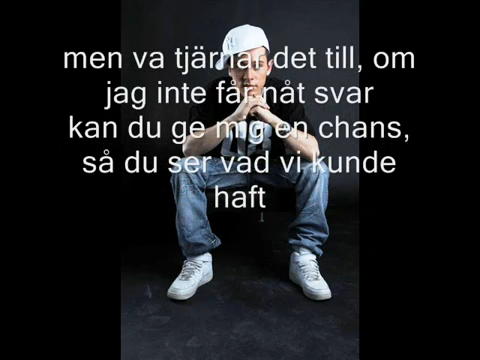 men va tjärnar det till, om
jag inte får nåt svar
kan du ge mig en chans,
så du ser vad vi kunde
haft